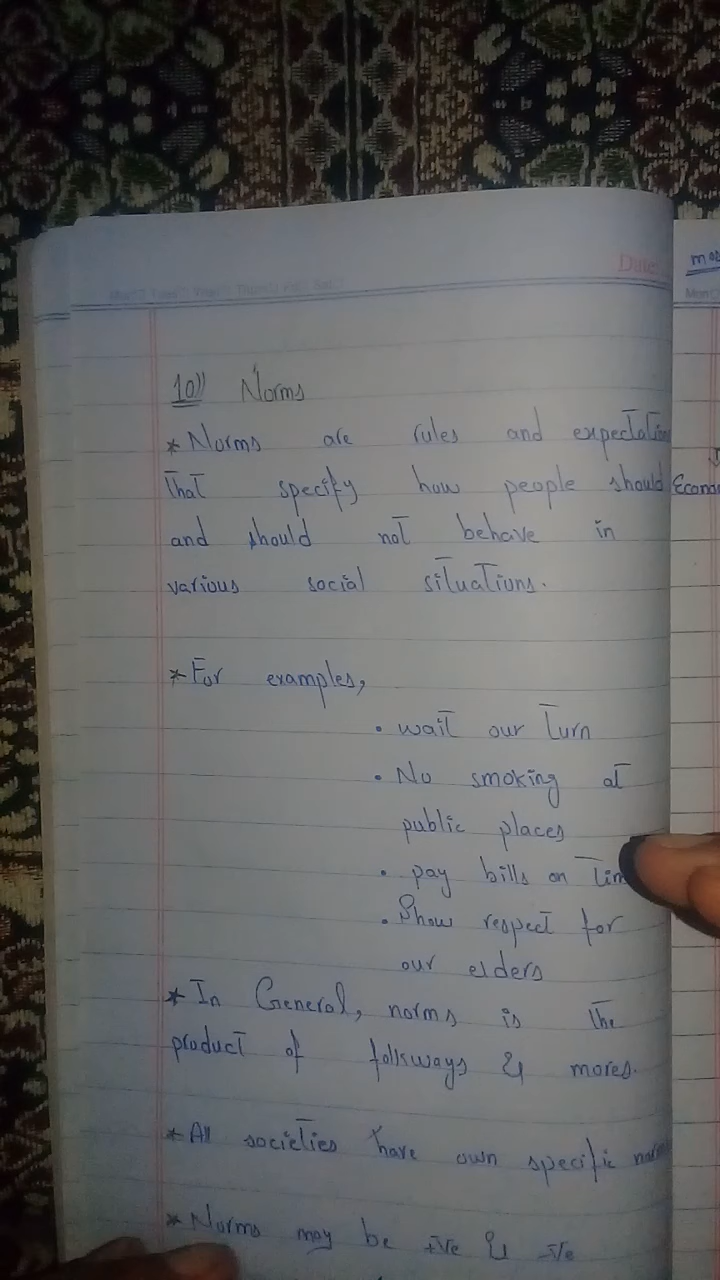 Date:
10)) Norms
* Norms are rules and expectation
that specify how people should
and should not behave in
various social situations.
* For examples,
• wait our Turn
• No smoking at
public places
• pay bills on Tim
• Show respect for
our elders
* In General, norms is the
product of folksways & mores.
* All societies have own specific
* Norms may be +ve & -ve
Econo